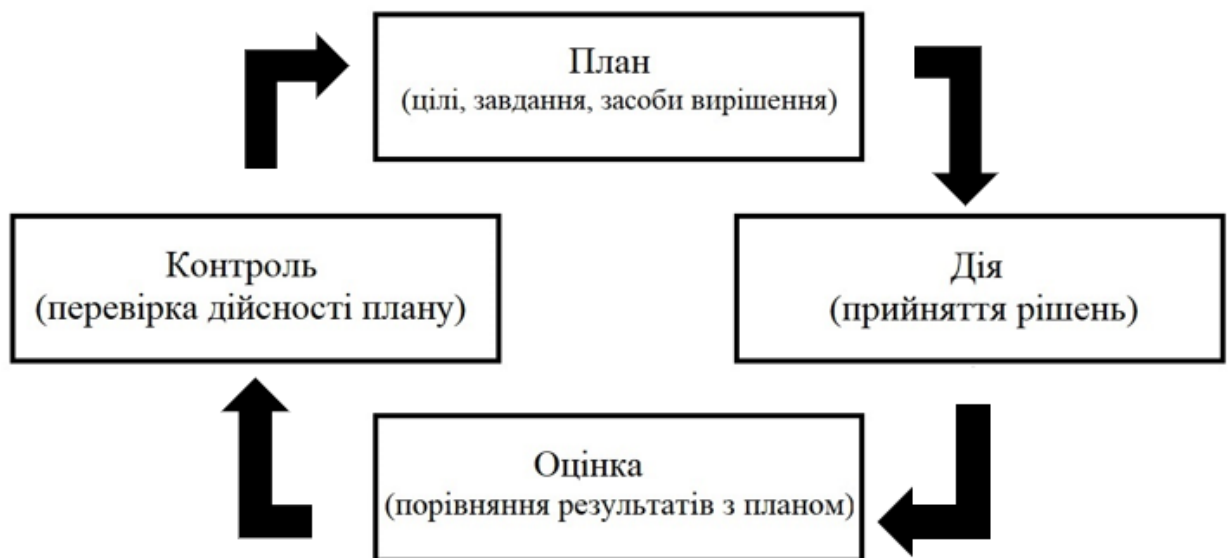 План
(цілі, завдання, засоби вирішення)
Контроль
(перевірка дійсності плану)
Дія
(прийняття рішень)
Оцінка
(порівняння результатів з планом)